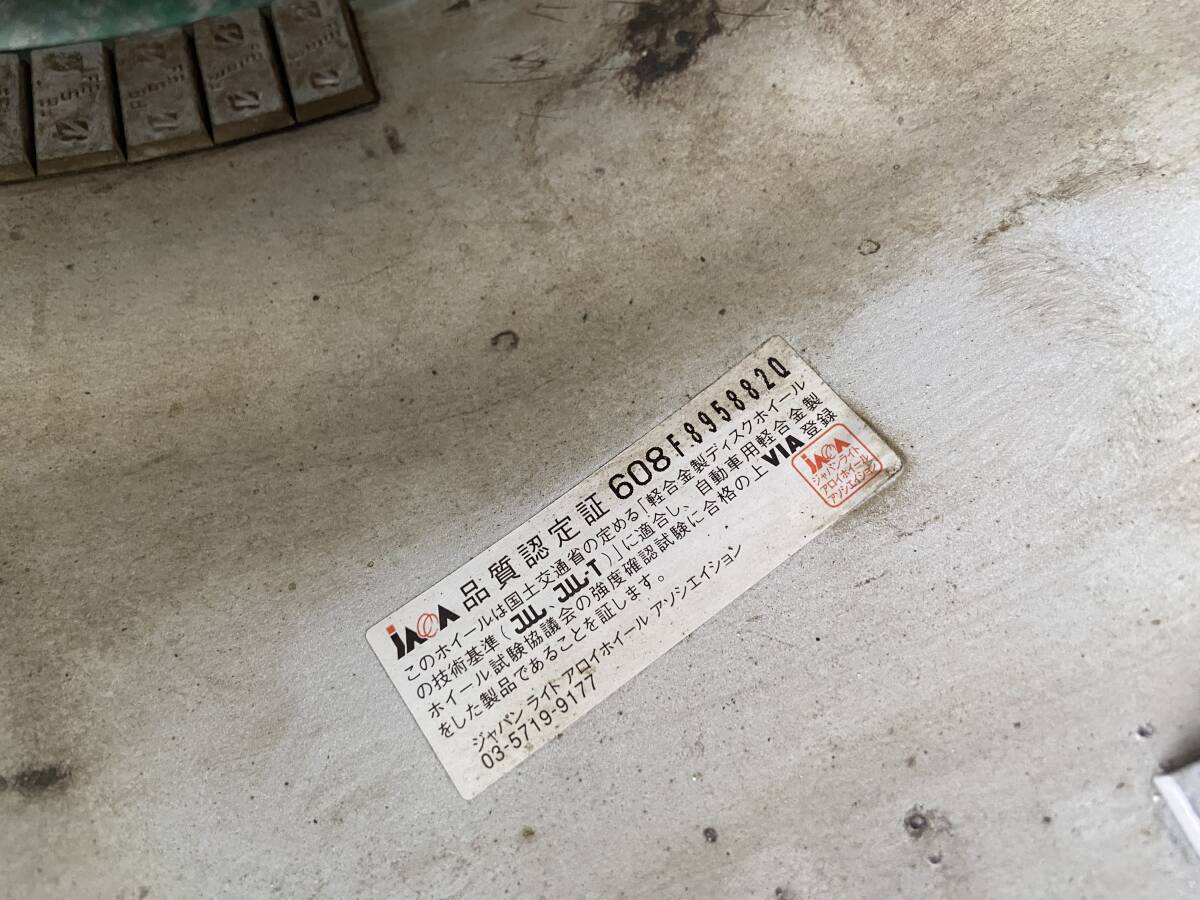 JAWA 品質認定証 608 F 895882Q
このホイールは国土交通省の定める「軽合金製ディスクホイール
の技術基準(JWL、JWL-T)」に適合し、自動車用軽合金製
ホイール試験協議会の強度確認試験に合格の上VIA登録
をした製品であることを証します。
ジャパン ライト アロイホイール アソシエイション
03-5719-9177
JAWA
ジャパンライト
アロイホイール
アソシエイション